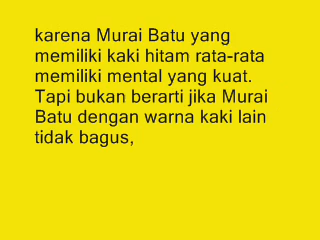 karena Murai Batu yang
memiliki kaki hitam rata-rata
memiliki mental yang kuat.
Tapi bukan berarti jika Murai
Batu dengan warna kaki lain
tidak bagus,